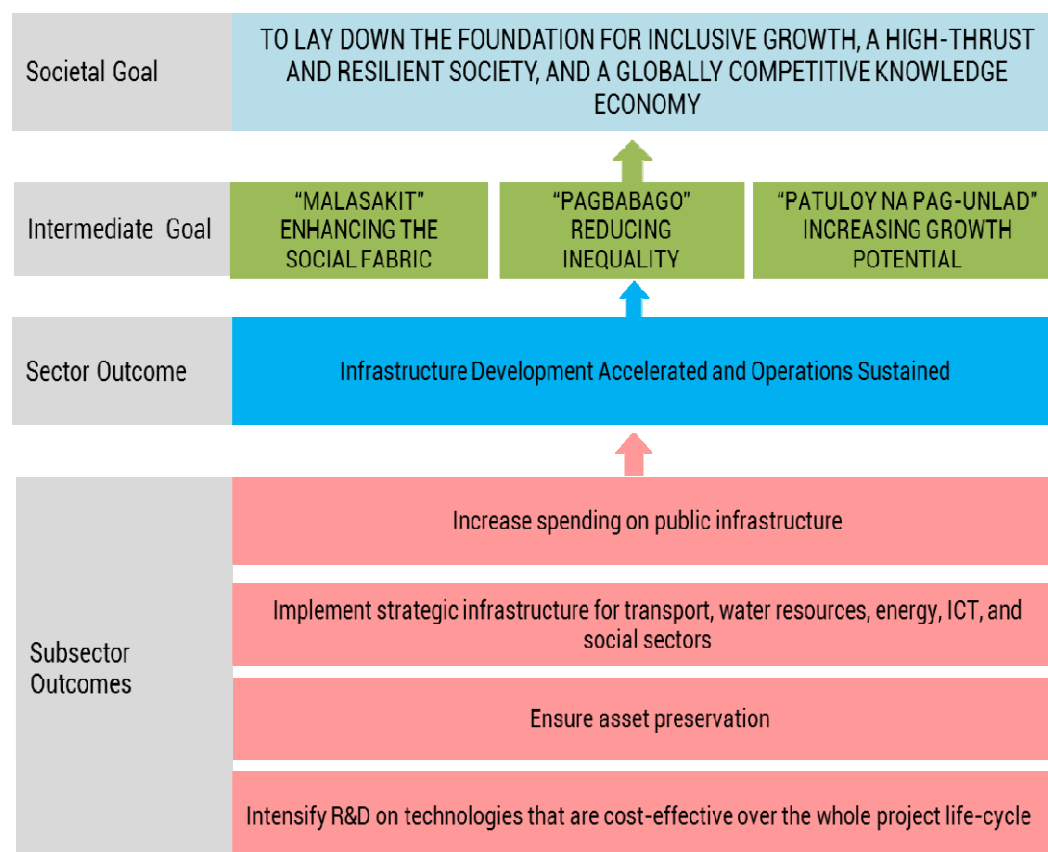 Societal Goal
TO LAY DOWN THE FOUNDATION FOR INCLUSIVE GROWTH, A HIGH-THRUST
AND RESILIENT SOCIETY, AND A GLOBALLY COMPETITIVE KNOWLEDGE
ECONOMY
Intermediate Goal
“MALASAKIT”
ENHANCING THE
SOCIAL FABRIC
“PAGBABAGO”
REDUCING
INEQUALITY
“PATULOY NA PAG-UNLAD”
INCREASING GROWTH
POTENTIAL
Sector Outcome
Infrastructure Development Accelerated and Operations Sustained
Subsector
Outcomes
Increase spending on public infrastructure
Implement strategic infrastructure for transport, water resources, energy, ICT, and
social sectors
Ensure asset preservation
Intensify R&D on technologies that are cost-effective over the whole project life-cycle